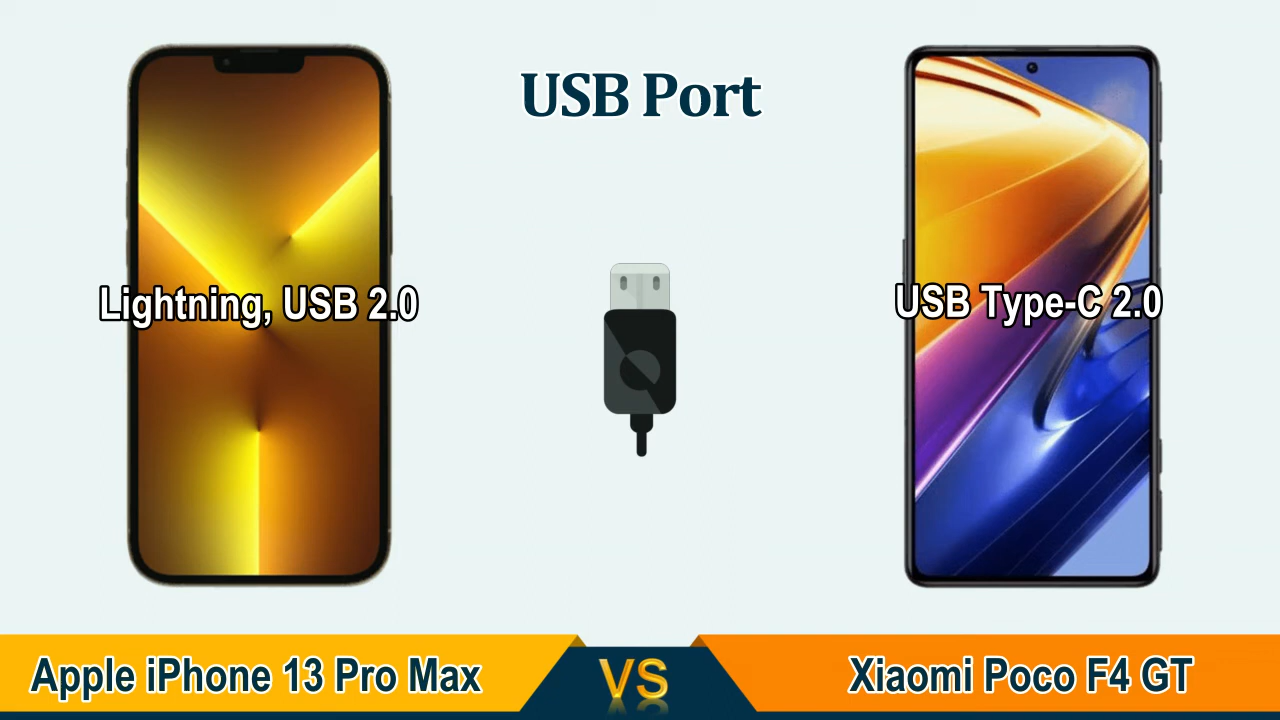 USB Port
Lightning, USB 2.0
USB Type-C 2.0
Apple iPhone 13 Pro Max
VS
Xiaomi Poco F4 GT